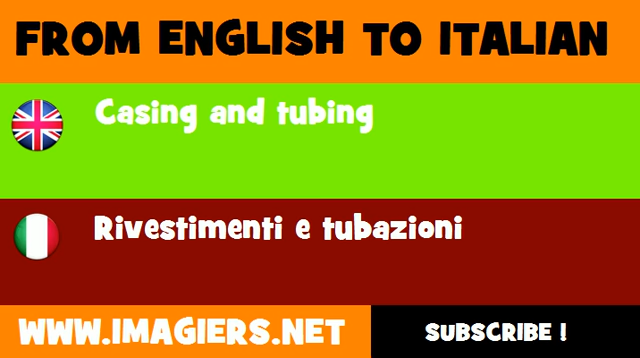 FROM ENGLISH TO ITALIAN
Casing and tubing
Rivestimenti e tubazioni
WWW.IMAGIERS.NET
SUBSCRIBE !